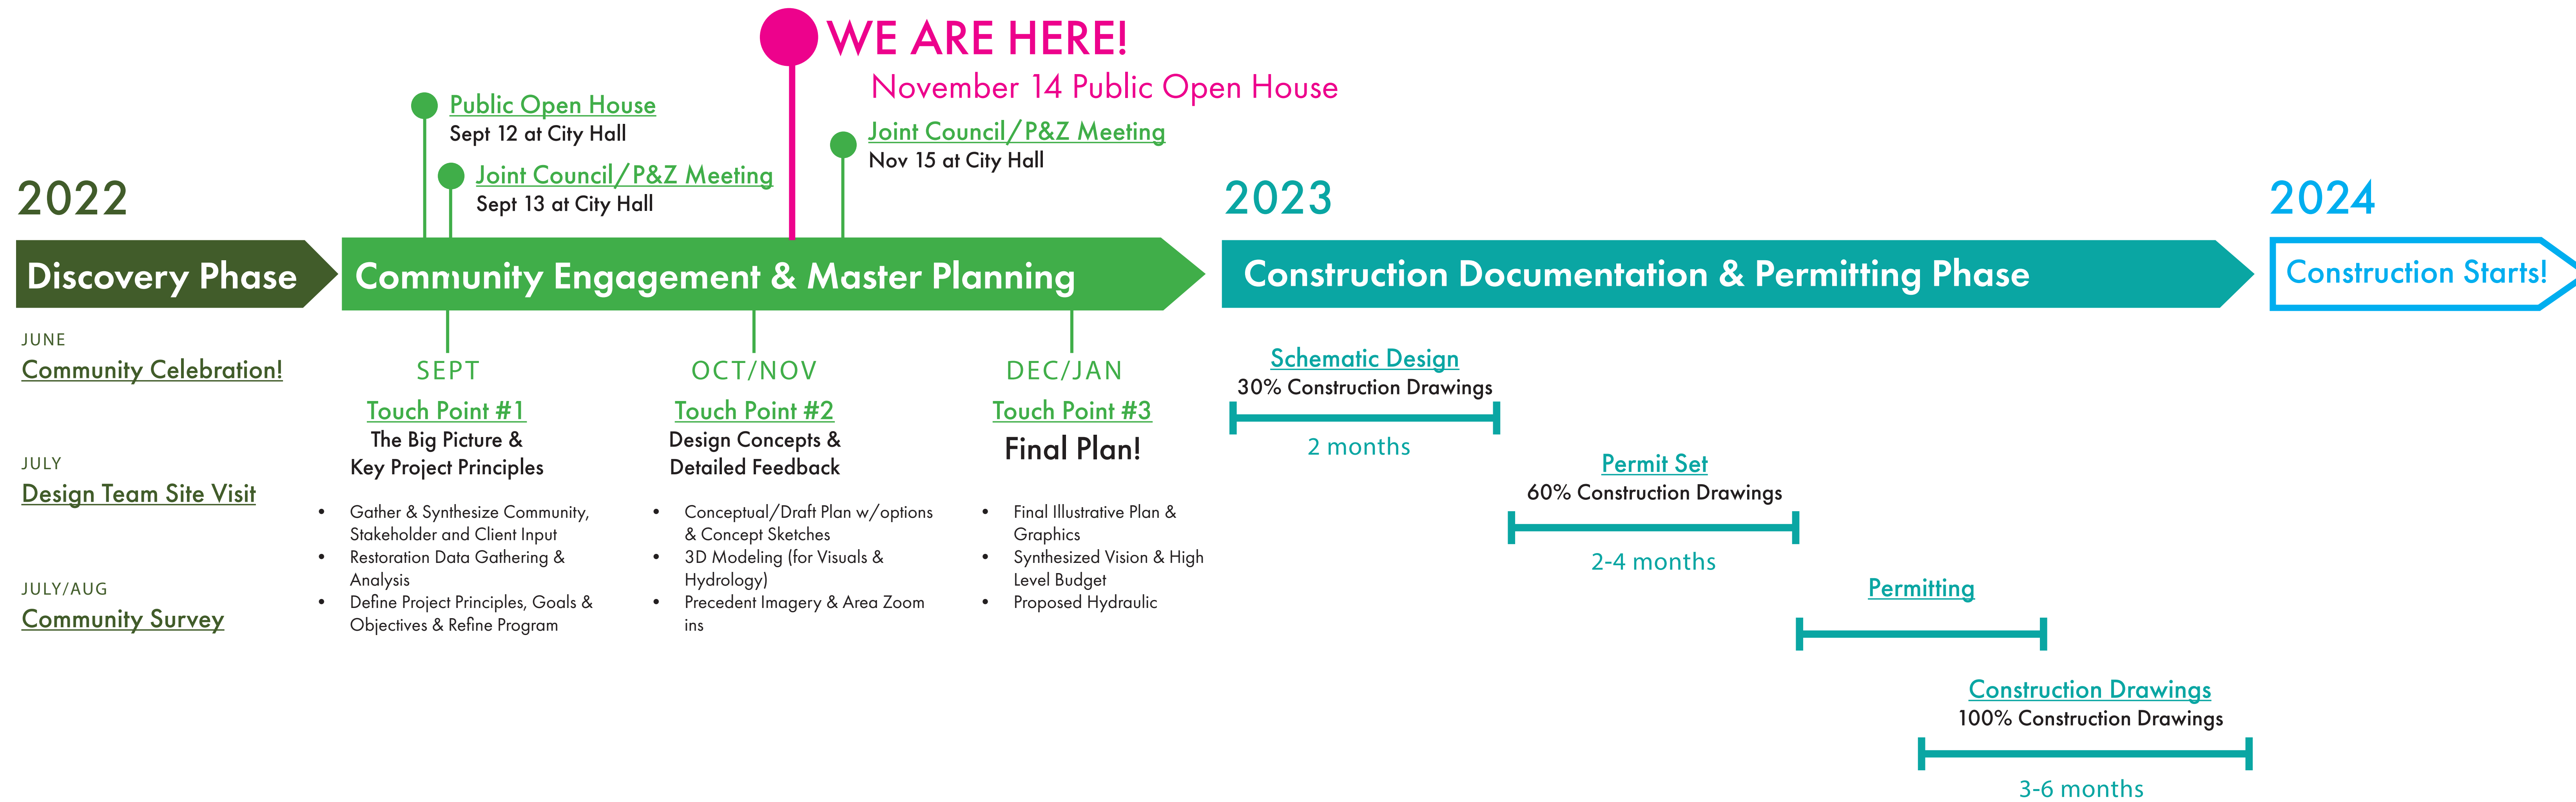 WE ARE HERE!
November 14 Public Open House
Public Open House
Sept 12 at City Hall
Joint Council/P&Z Meeting
Sept 13 at City Hall
Joint Council/P&Z Meeting
Nov 15 at City Hall
2022
2023
2024
Discovery Phase
Community Engagement & Master Planning
Construction Documentation & Permitting Phase
Construction Starts!
JUNE
Community Celebration!
JULY
Design Team Site Visit
JULY/AUG
Community Survey
SEPT
Touch Point #1
The Big Picture &
Key Project Principles
• Gather & Synthesize Community,
Stakeholder and Client Input
• Restoration Data Gathering &
Analysis
• Define Project Principles, Goals &
Objectives & Refine Program
OCT/NOV
Touch Point #2
Design Concepts &
Detailed Feedback
• Conceptual/Draft Plan w/options
& Concept Sketches
• 3D Modeling (for Visuals &
Hydrology)
• Precedent Imagery & Area Zoom
ins
DEC/JAN
Touch Point #3
Final Plan!
• Final Illustrative Plan &
Graphics
• Synthesized Vision & High
Level Budget
• Proposed Hydraulic
Schematic Design
30% Construction Drawings
2 months
Permit Set
60% Construction Drawings
2-4 months
Permitting
Construction Drawings
100% Construction Drawings
3-6 months